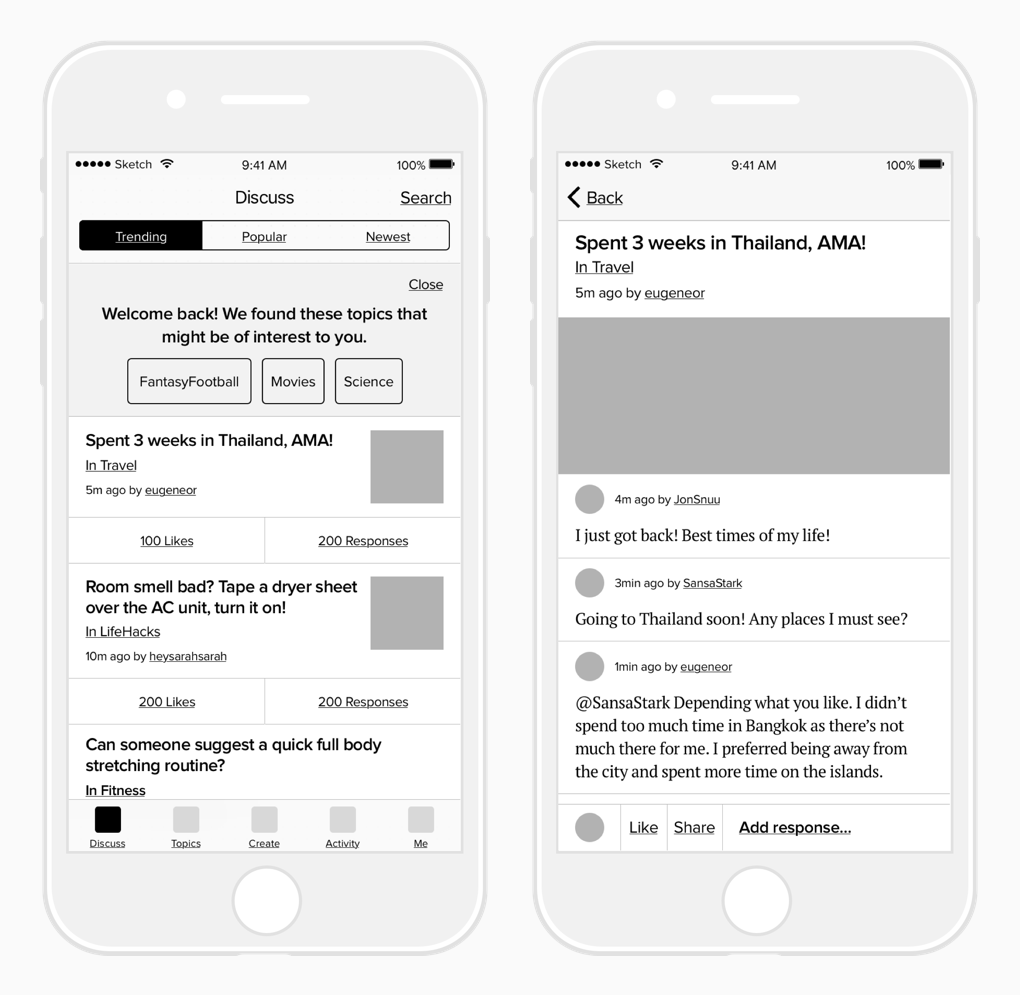 Sketch 9:41 AM 100%
Discuss Search
Trending Popular Newest
Close
Welcome back! We found these topics that
might be of interest to you.
FantasyFootball Movies Science
Spent 3 weeks in Thailand, AMA!
In Travel
5m ago by eugeneor
100 Likes 200 Responses
Room smell bad? Tape a dryer sheet
over the AC unit, turn it on!
In LifeHacks
10m ago by heysarahsarah
200 Likes 200 Responses
Can someone suggest a quick full body
stretching routine?
In Fitness
Discuss Topics Create Activity Me
Sketch 9:41 AM 100%
Back
Spent 3 weeks in Thailand, AMA!
In Travel
5m ago by eugeneor
4m ago by JonSnuu
I just got back! Best times of my life!
3min ago by SansaStark
Going to Thailand soon! Any places I must see?
1min ago by eugeneor
@SansaStark Depending what you like. I didn’t
spend too much time in Bangkok as there’s not
much there for me. I preferred being away from
the city and spent more time on the islands.
Like Share Add response...